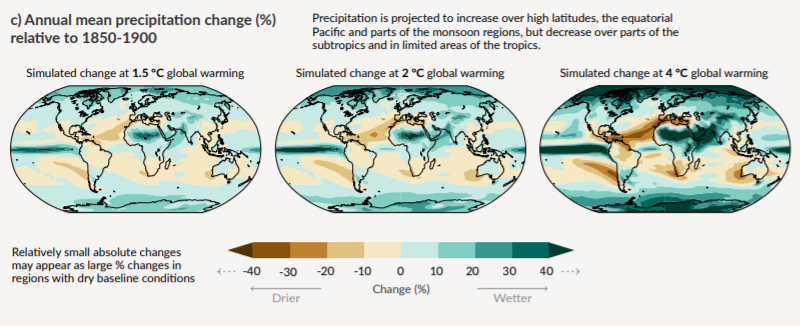 c) Annual mean precipitation change (%)
relative to 1850-1900
Precipitation is projected to increase over high latitudes, the equatorial
Pacific and parts of the monsoon regions, but decrease over parts of the
subtropics and in limited areas of the tropics.
Simulated change at 1.5 °C global warming
Simulated change at 2 °C global warming
Simulated change at 4 °C global warming
Relatively small absolute changes
may appear as large % changes in
regions with dry baseline conditions
-40 -30 -20 -10 0 10 20 30 40
Change (%)
Drier
Wetter